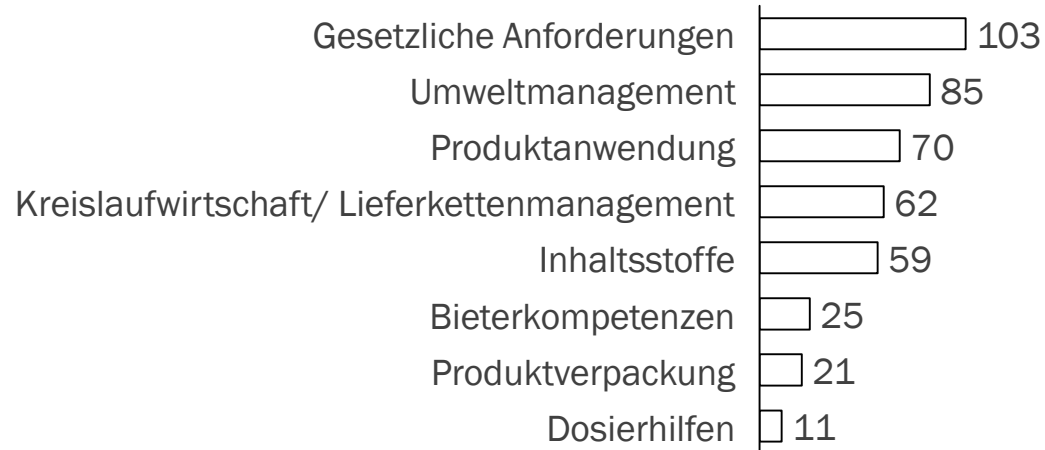 Gesetzliche Anforderungen 103
Umweltmanagement 85
Produktanwendung 70
Kreislaufwirtschaft/ Lieferkettenmanagement 62
Inhaltsstoffe 59
Bieterkompetenzen 25
Produktverpackung 21
Dosierhilfen 11